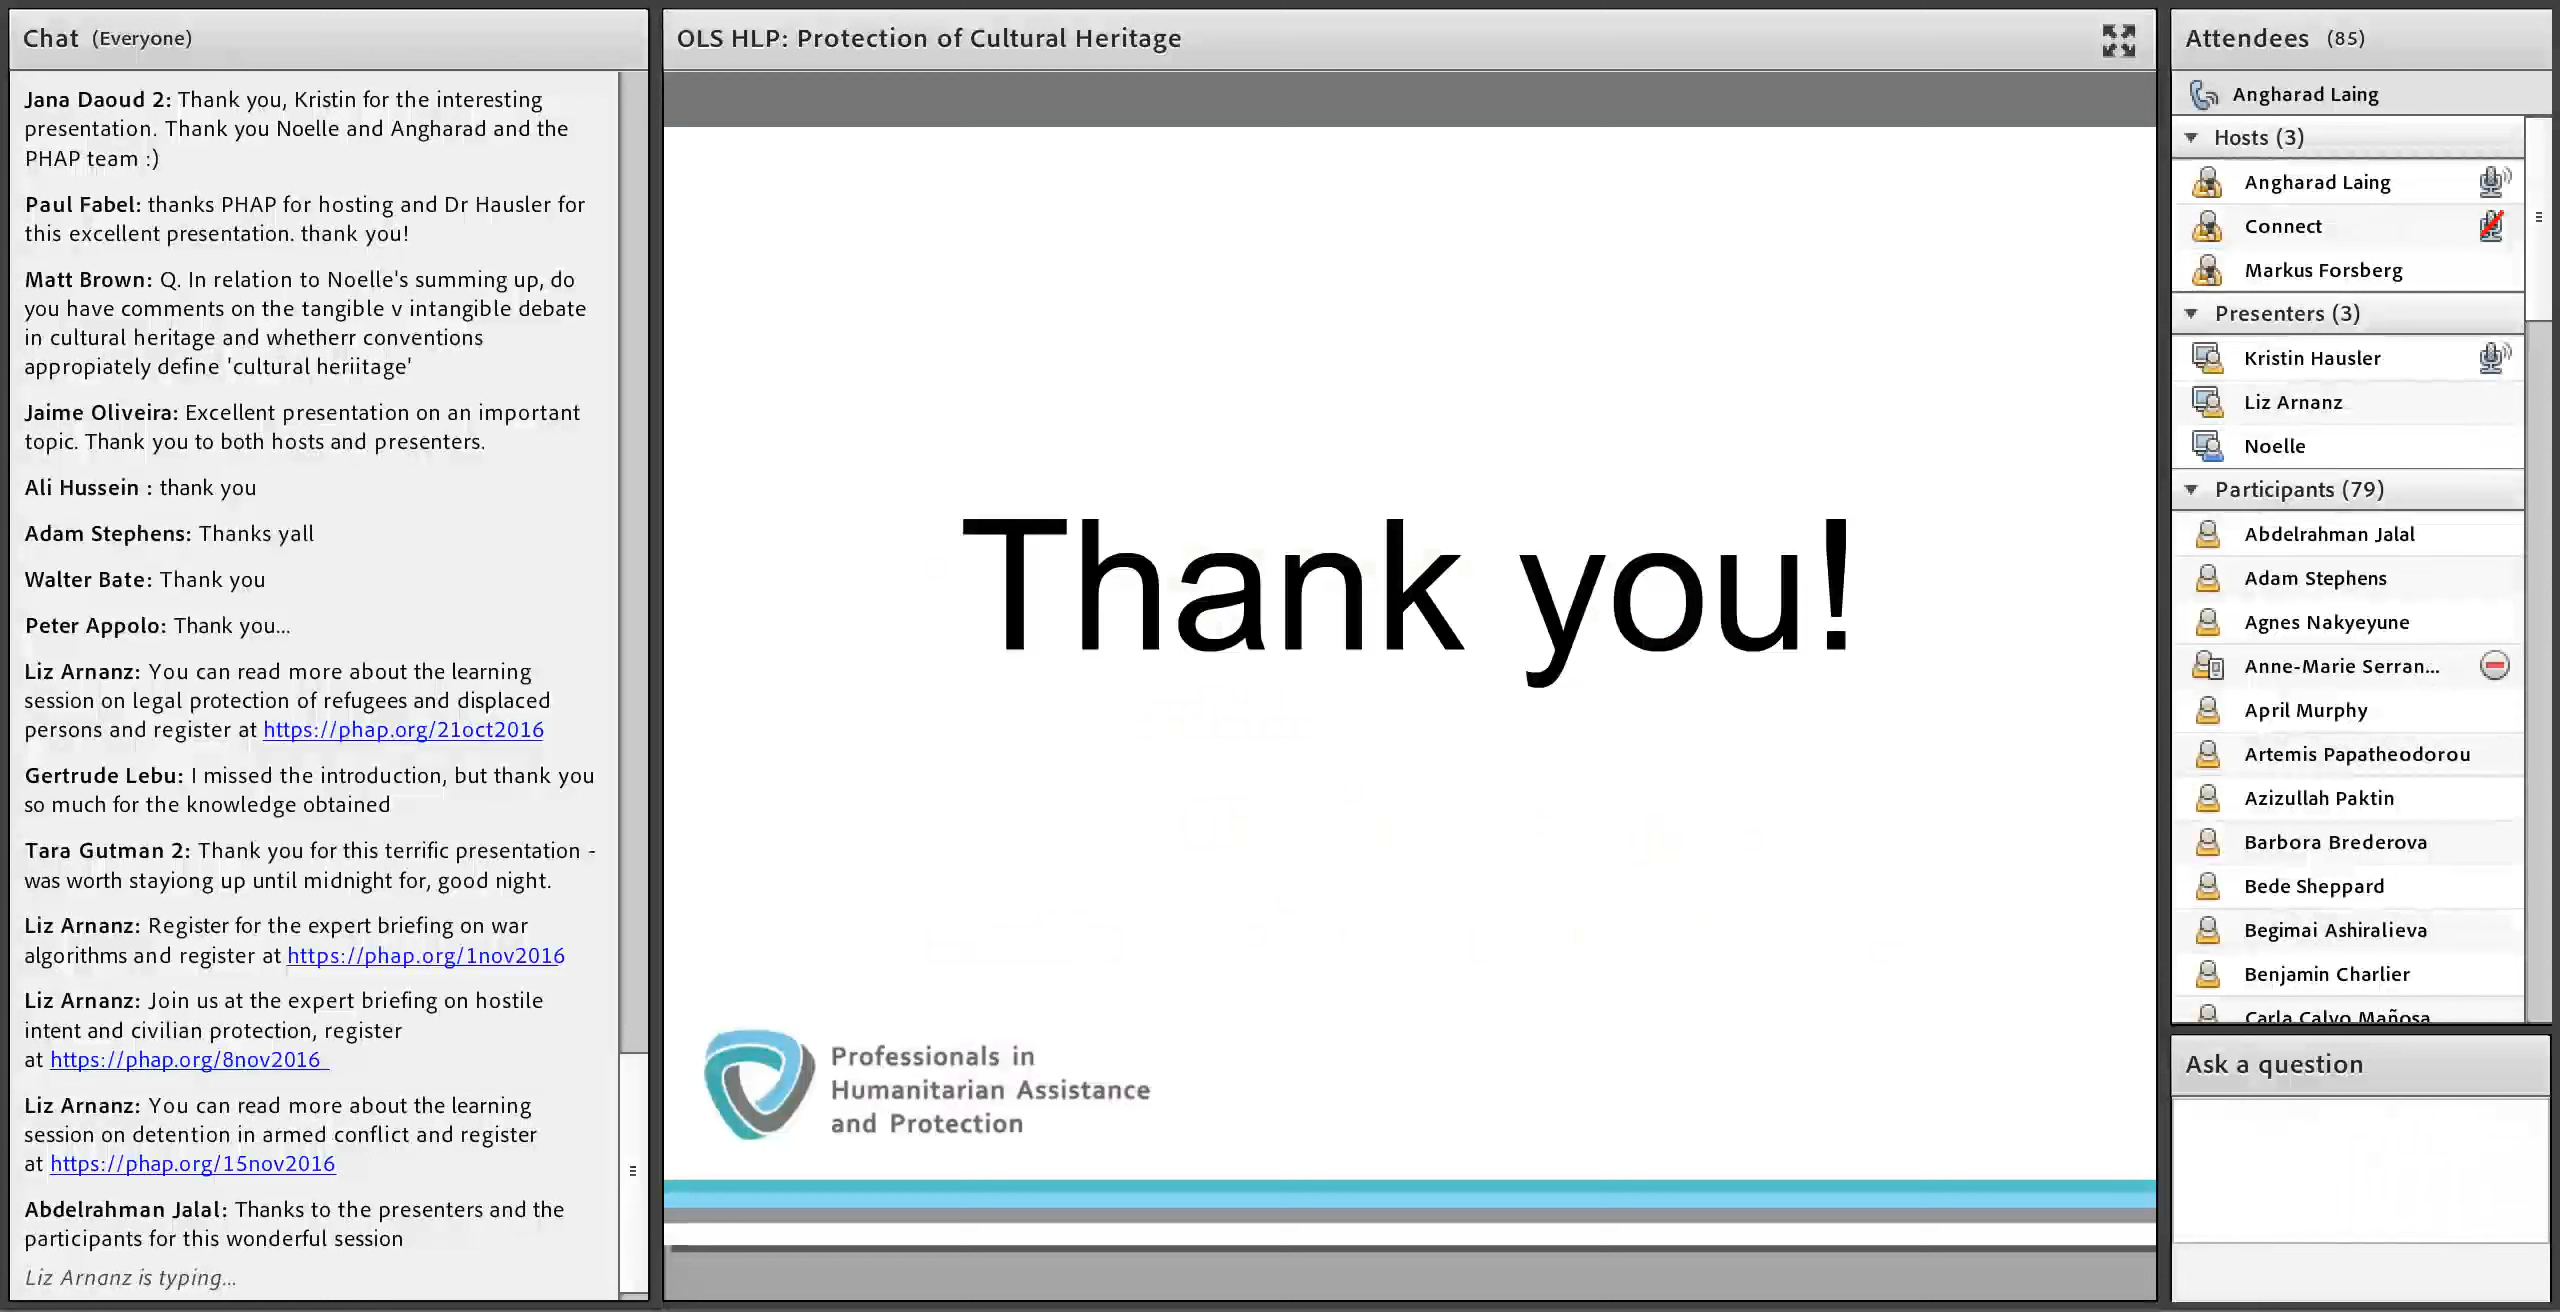 Chat (Everyone)
Jana Daoud 2: Thank you, Kristin for the interesting
presentation. Thank you Noelle and Angharad and the
PHAP team :)
Paul Fabel: thanks PHAP for hosting and Dr Hausler for
this excellent presentation. thank you!
Matt Brown: Q. In relation to Noelle's summing up, do
you have comments on the tangible v intangible debate
in cultural heritage and whetherr conventions
appropiately define 'cultural heriitage'
Jaime Oliveira: Excellent presentation on an important
topic. Thank you to both hosts and presenters.
Ali Hussein : thank you
Adam Stephens: Thanks yall
Walter Bate: Thank you
Peter Appolo: Thank you...
Liz Arnanz: You can read more about the learning
session on legal protection of refugees and displaced
persons and register at https://phap.org/21oct2016
Gertrude Lebu: I missed the introduction, but thank you
so much for the knowledge obtained
Tara Gutman 2: Thank you for this terrific presentation -
was worth stayiong up until midnight for, good night.
Liz Arnanz: Register for the expert briefing on war
algorithms and register at https://phap.org/1nov2016
Liz Arnanz: Join us at the expert briefing on hostile
intent and civilian protection, register
at https://phap.org/8nov2016
Liz Arnanz: You can read more about the learning
session on detention in armed conflict and register
at https://phap.org/15nov2016
Abdelrahman Jalal: Thanks to the presenters and the
participants for this wonderful session
Liz Arnanz is typing...
OLS HLP: Protection of Cultural Heritage
Thank you!
Professionals in
Humanitarian Assistance
and Protection
Attendees (85)
Angharad Laing
Hosts (3)
Angharad Laing
Connect
Markus Forsberg
Presenters (3)
Kristin Hausler
Liz Arnanz
Noelle
Participants (79)
Abdelrahman Jalal
Adam Stephens
Agnes Nakyeyune
Anne-Marie Serran...
April Murphy
Artemis Papatheodorou
Azizullah Paktin
Barbora Brederova
Bede Sheppard
Begimai Ashiralieva
Benjamin Charlier
Carla Calvo Mañosa
Ask a question